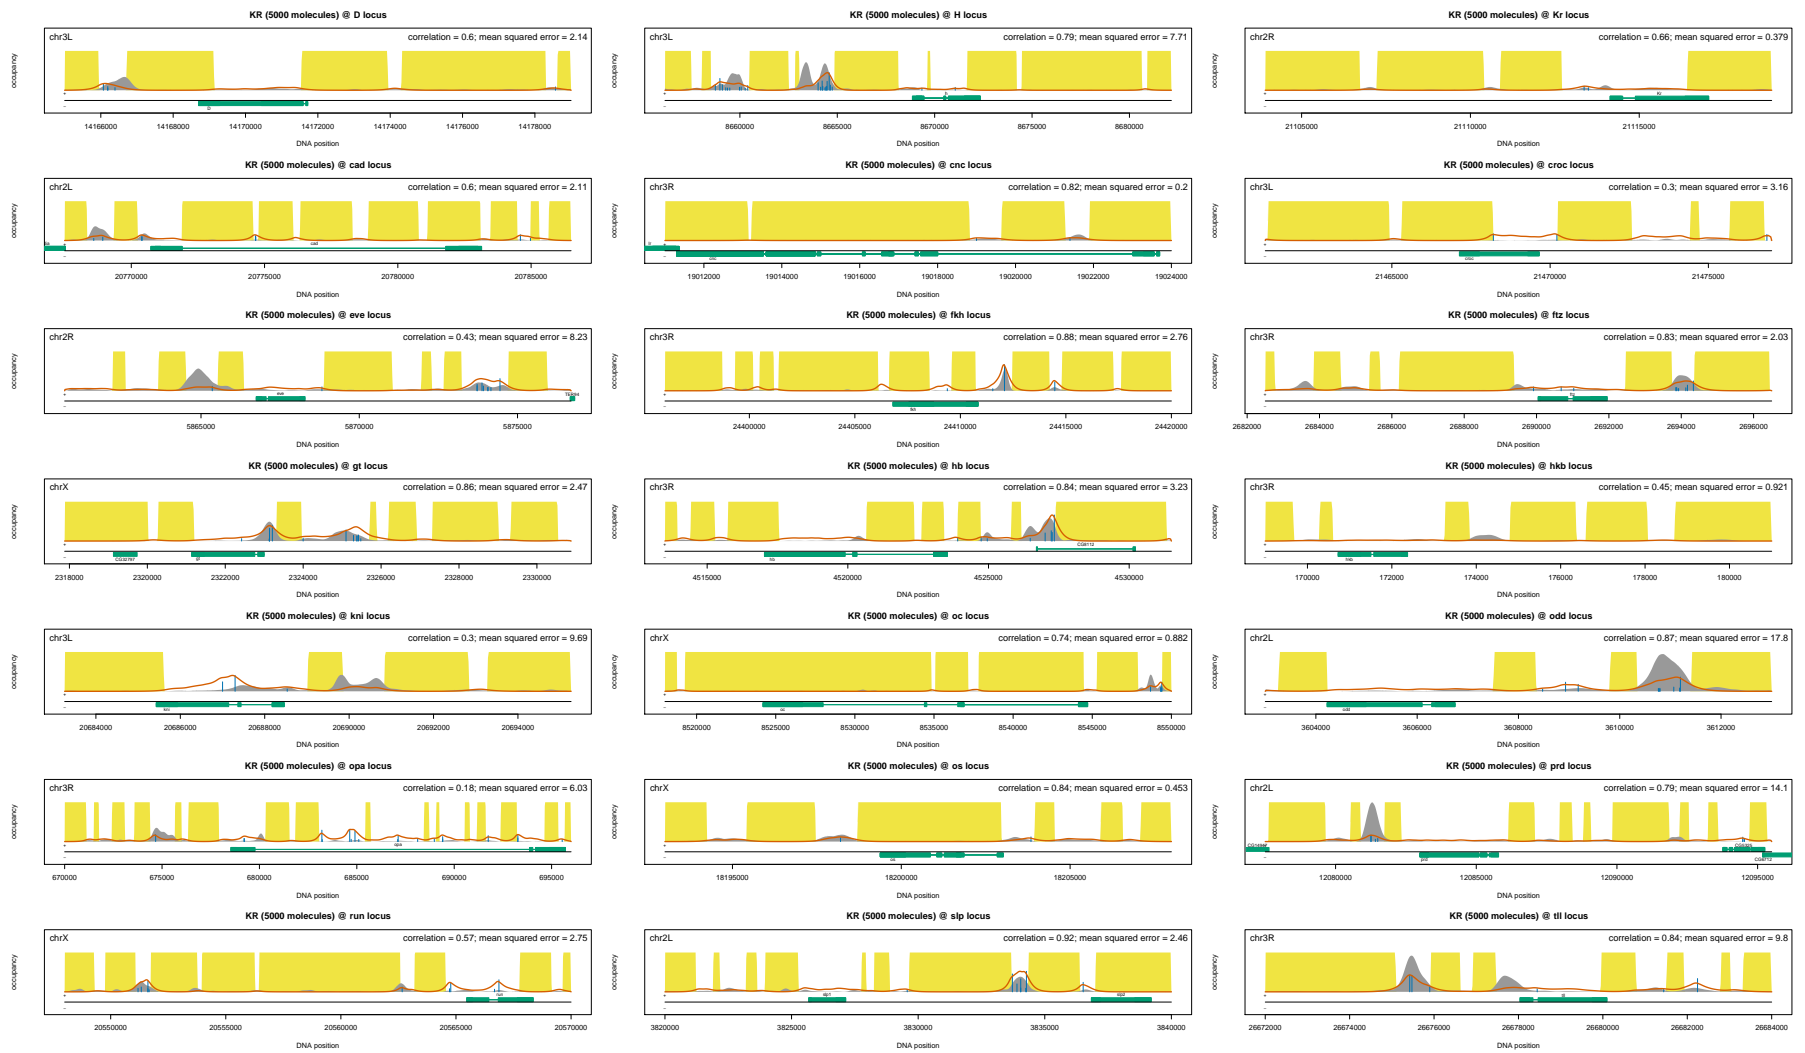 KR (5000 molecules) @ D locus
chr3L
correlation = 0.6; mean squared error = 2.14
occupancy
D
14166000 14168000 14170000 14172000 14174000 14176000 14178000
DNA position
KR (5000 molecules) @ H locus
chr3L
correlation = 0.79; mean squared error = 7.71
occupancy
h
8660000 8665000 8670000 8675000 8680000
DNA position
KR (5000 molecules) @ Kr locus
chr2R
correlation = 0.66; mean squared error = 0.379
occupancy
Kr
21105000 21110000 21115000
DNA position
KR (5000 molecules) @ cad locus
chr2L
correlation = 0.6; mean squared error = 2.11
occupancy
cad
20770000 20775000 20780000 20785000
DNA position
KR (5000 molecules) @ cnc locus
chr3R
correlation = 0.82; mean squared error = 0.2
occupancy
cnc
19012000 19014000 19016000 19018000 19020000 19022000 19024000
DNA position
KR (5000 molecules) @ croc locus
chr3L
correlation = 0.3; mean squared error = 3.16
occupancy
croc
21465000 21470000 21475000
DNA position
KR (5000 molecules) @ eve locus
chr2R
correlation = 0.43; mean squared error = 8.23
occupancy
eve
TER94
5865000 5870000 5875000
DNA position
KR (5000 molecules) @ fkh locus
chr3R
correlation = 0.88; mean squared error = 2.76
occupancy
fkh
24400000 24405000 24410000 24415000 24420000
DNA position
KR (5000 molecules) @ ftz locus
chr3R
correlation = 0.83; mean squared error = 2.03
occupancy
ftz
2682000 2684000 2686000 2688000 2690000 2692000 2694000 2696000
DNA position
KR (5000 molecules) @ gt locus
chrX
correlation = 0.86; mean squared error = 2.47
occupancy
CG32797
gt
2318000 2320000 2322000 2324000 2326000 2328000 2330000
DNA position
KR (5000 molecules) @ hb locus
chr3R
correlation = 0.84; mean squared error = 3.23
occupancy
hb
CG8112
4515000 4520000 4525000 4530000
DNA position
KR (5000 molecules) @ hkb locus
chr3R
correlation = 0.45; mean squared error = 0.921
occupancy
hkb
170000 172000 174000 176000 178000 180000
DNA position
KR (5000 molecules) @ kni locus
chr3L
correlation = 0.3; mean squared error = 9.69
occupancy
kni
20684000 20686000 20688000 20690000 20692000 20694000
DNA position
KR (5000 molecules) @ oc locus
chrX
correlation = 0.74; mean squared error = 0.882
occupancy
oc
8520000 8525000 8530000 8535000 8540000 8545000 8550000
DNA position
KR (5000 molecules) @ odd locus
chr2L
correlation = 0.87; mean squared error = 17.8
occupancy
odd
3604000 3606000 3608000 3610000 3612000
DNA position
KR (5000 molecules) @ opa locus
chr3R
correlation = 0.18; mean squared error = 6.03
occupancy
opa
670000 675000 680000 685000 690000 695000
DNA position
KR (5000 molecules) @ os locus
chrX
correlation = 0.84; mean squared error = 0.453
occupancy
os
18195000 18200000 18205000
DNA position
KR (5000 molecules) @ prd locus
chr2L
correlation = 0.79; mean squared error = 14.1
occupancy
prd
12080000 12085000 12090000 12095000
DNA position
KR (5000 molecules) @ run locus
chrX
correlation = 0.57; mean squared error = 2.75
occupancy
run
20550000 20555000 20560000 20565000 20570000
DNA position
KR (5000 molecules) @ slp locus
chr2L
correlation = 0.92; mean squared error = 2.46
occupancy
slp1
slp2
3820000 3825000 3830000 3835000 3840000
DNA position
KR (5000 molecules) @ tll locus
chr3R
correlation = 0.84; mean squared error = 9.8
occupancy
tll
26672000 26674000 26676000 26678000 26680000 26682000 26684000
DNA position